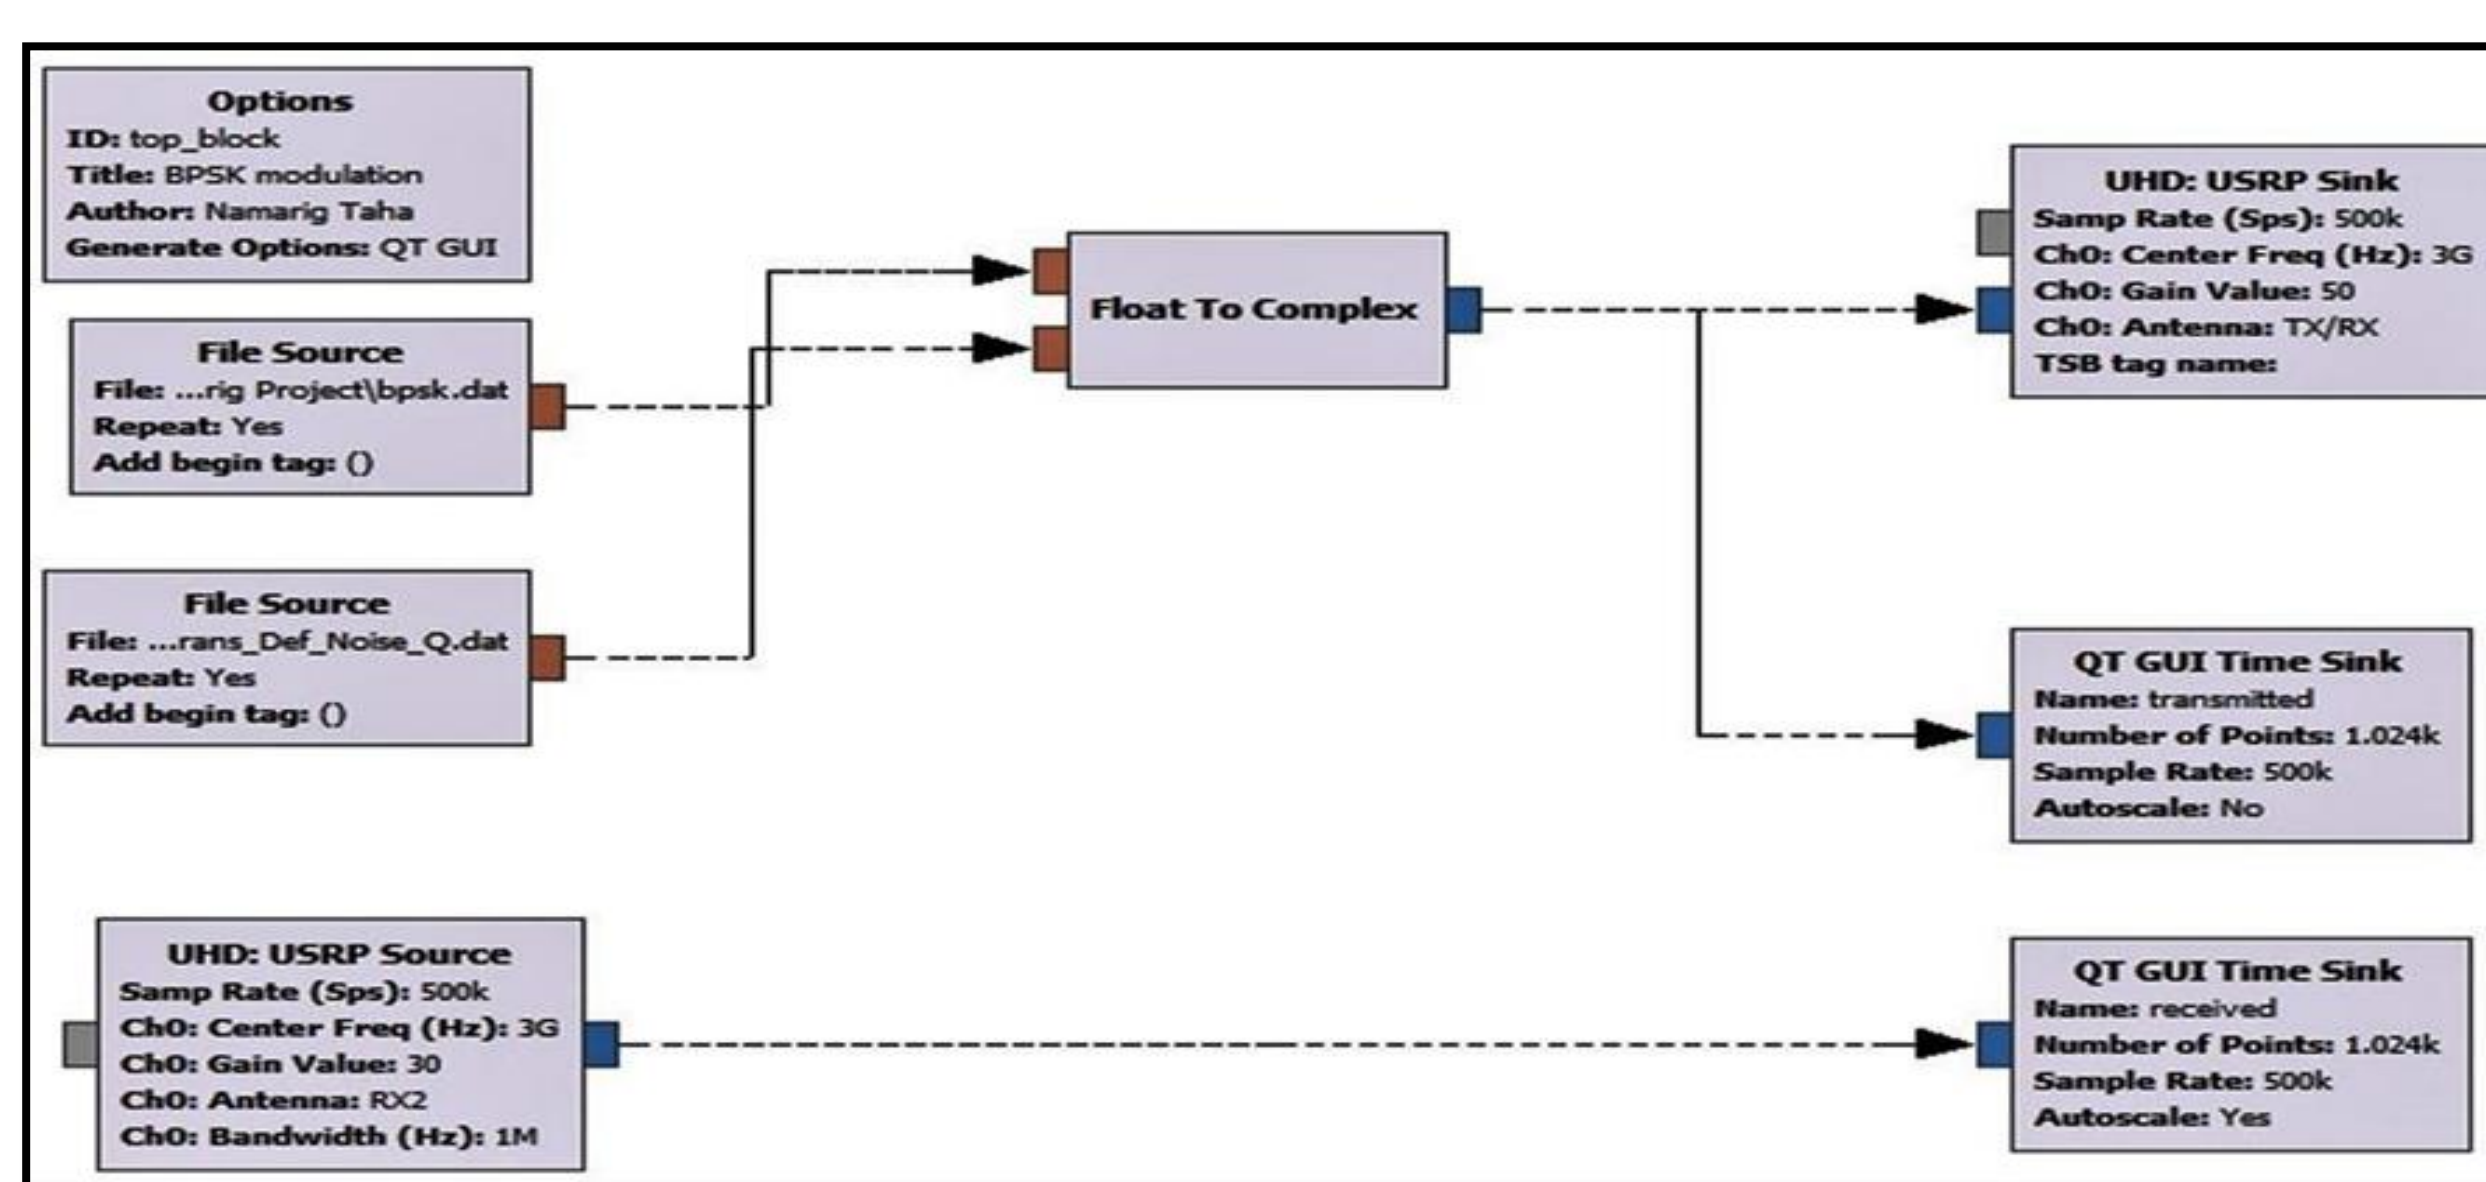 Options
ID: top_block
Title: BPSK modulation
Author: Namarig Taha
Generate Options: QT GUI
File Source
File: ...rig Project\bpsk.dat
Repeat: Yes
Add begin tag: ()
File Source
File: ...rans_Def_Noise_Q.dat
Repeat: Yes
Add begin tag: ()
Float To Complex
UHD: USRP Sink
Samp Rate (Sps): 500k
Ch0: Center Freq (Hz): 3G
Ch0: Gain Value: 50
Ch0: Antenna: TX/RX
TSB tag name:
QT GUI Time Sink
Name: transmitted
Number of Points: 1.024k
Sample Rate: 500k
Autoscale: No
UHD: USRP Source
Samp Rate (Sps): 500k
Ch0: Center Freq (Hz): 3G
Ch0: Gain Value: 30
Ch0: Antenna: RX2
Ch0: Bandwidth (Hz): 1M
QT GUI Time Sink
Name: received
Number of Points: 1.024k
Sample Rate: 500k
Autoscale: Yes